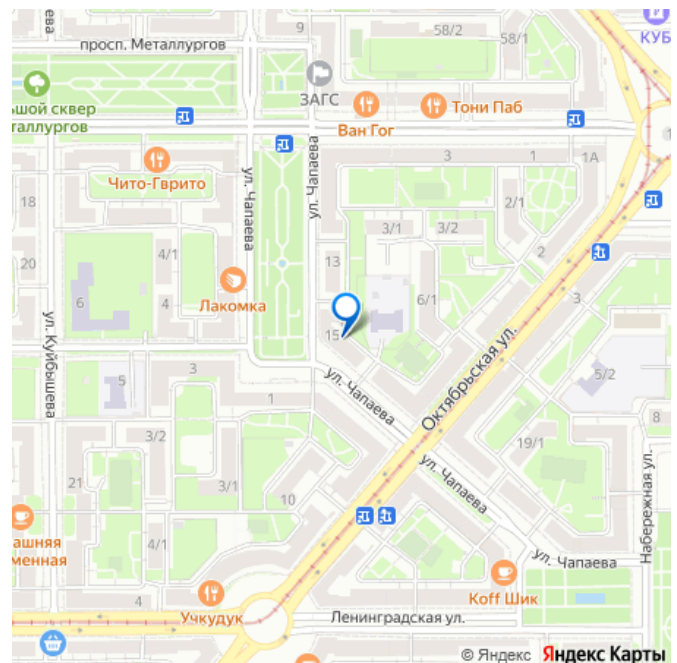 ева
просп. Металлургов
9
58/2
58/1
КУБ
ЗАГС
шой сквер
таллургов
Тони Паб
Ван Гог
1
3
1
1А
Чито-Гврито
ул. Чапаева
ул. Чапаева
18
2/1
3/1
3/2
2
4/1
13
20
Лакомка
6
4
6/1
3
15
ул. Куйбышева
Октябрьская ул.
5
3
5/2
ул. Чапаева
1
8
3/2
19/1
ул. Чапаева
21
3/1
10
Набережная ул.
ашняя
менная
4/1
ул. Чапаева
Koff Шик
4
Учкудук
Ленинградская ул.
© Яндекс Яндекс Карты